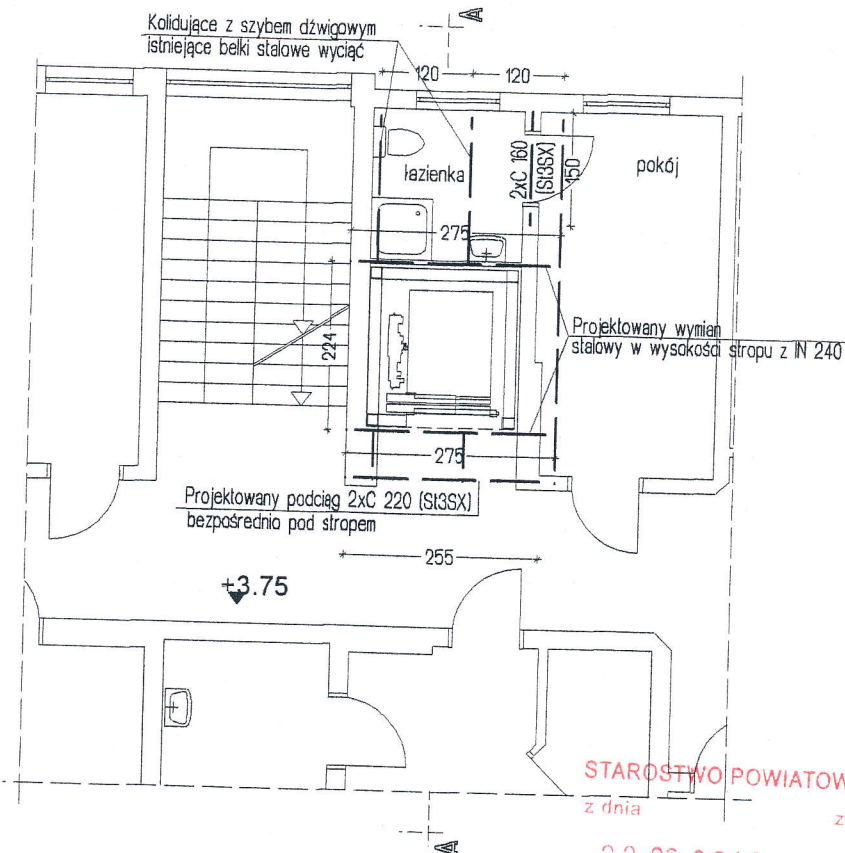 A
Kolidujące z szybem dźwigowym
istniejące belki stalowe wyciąć
120
120
łazienka
2xC 160
(St3SX)
150
pokój
275
224
Projektowany wymian
stalowy w wysokości stropu z IN 240
275
Projektowany podciąg 2xC 220 (St3SX)
bezpośrednio pod stropem
255
+3.75
STAROSTWO POWIATOW
z dnia
z
A